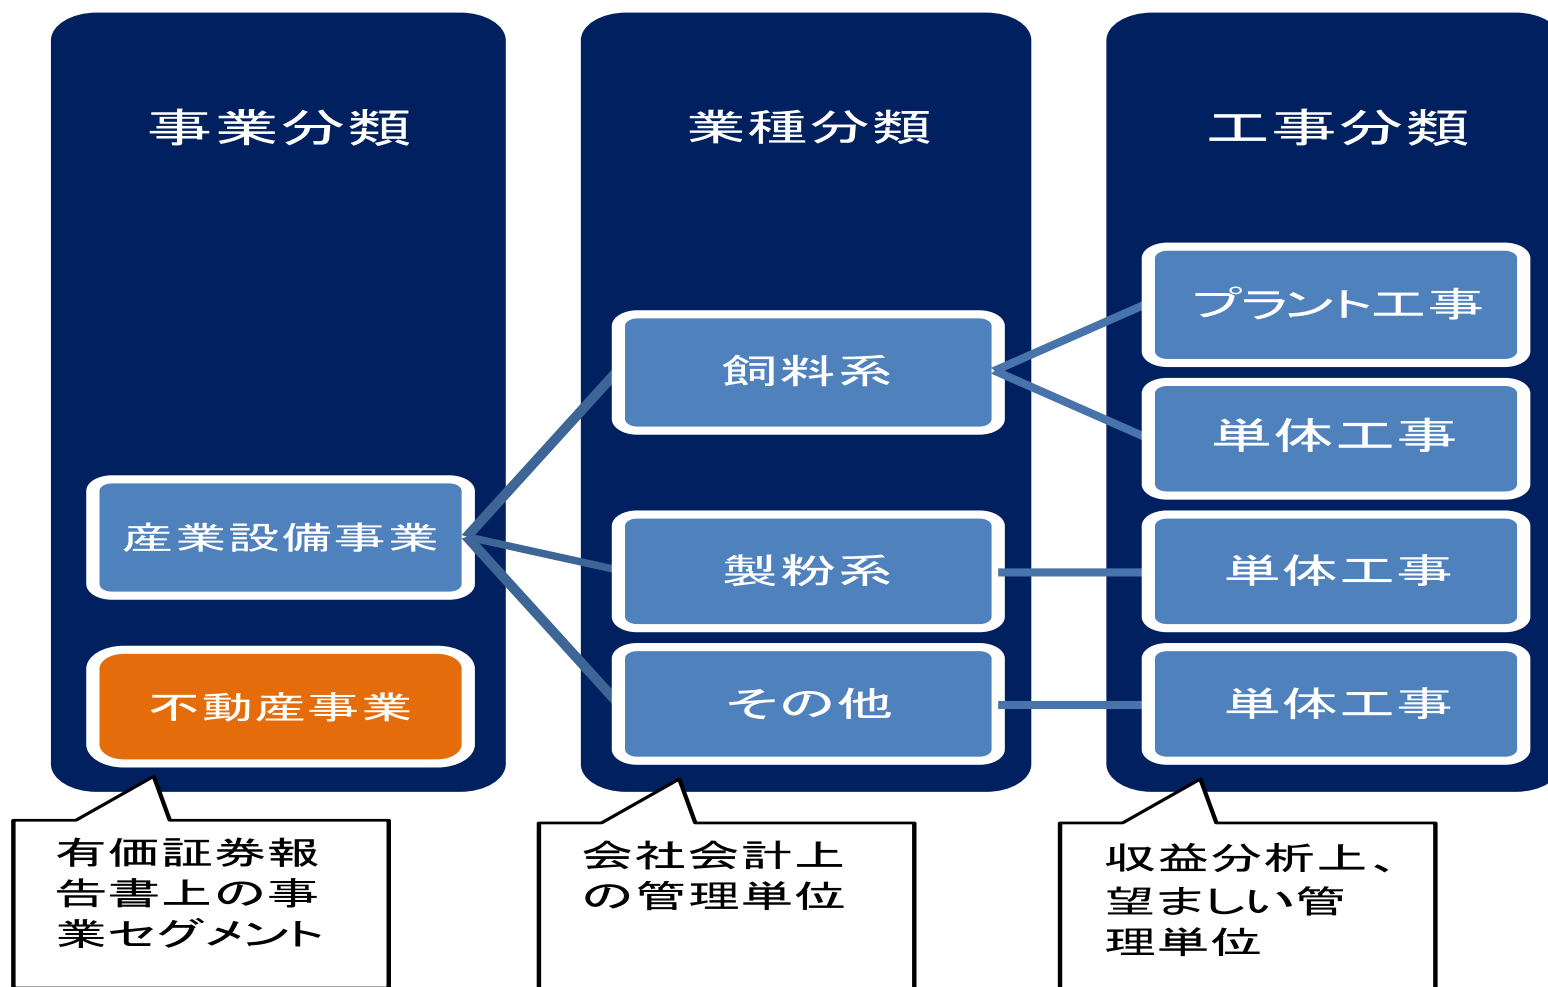 事業分類
業種分類
工事分類
プラント工事
飼料系
単体工事
産業設備事業
製粉系
単体工事
不動産事業
その他
単体工事
有価証券報
告書上の事
業セグメント
会社会計上
の管理単位
収益分析上、
望ましい管
理単位